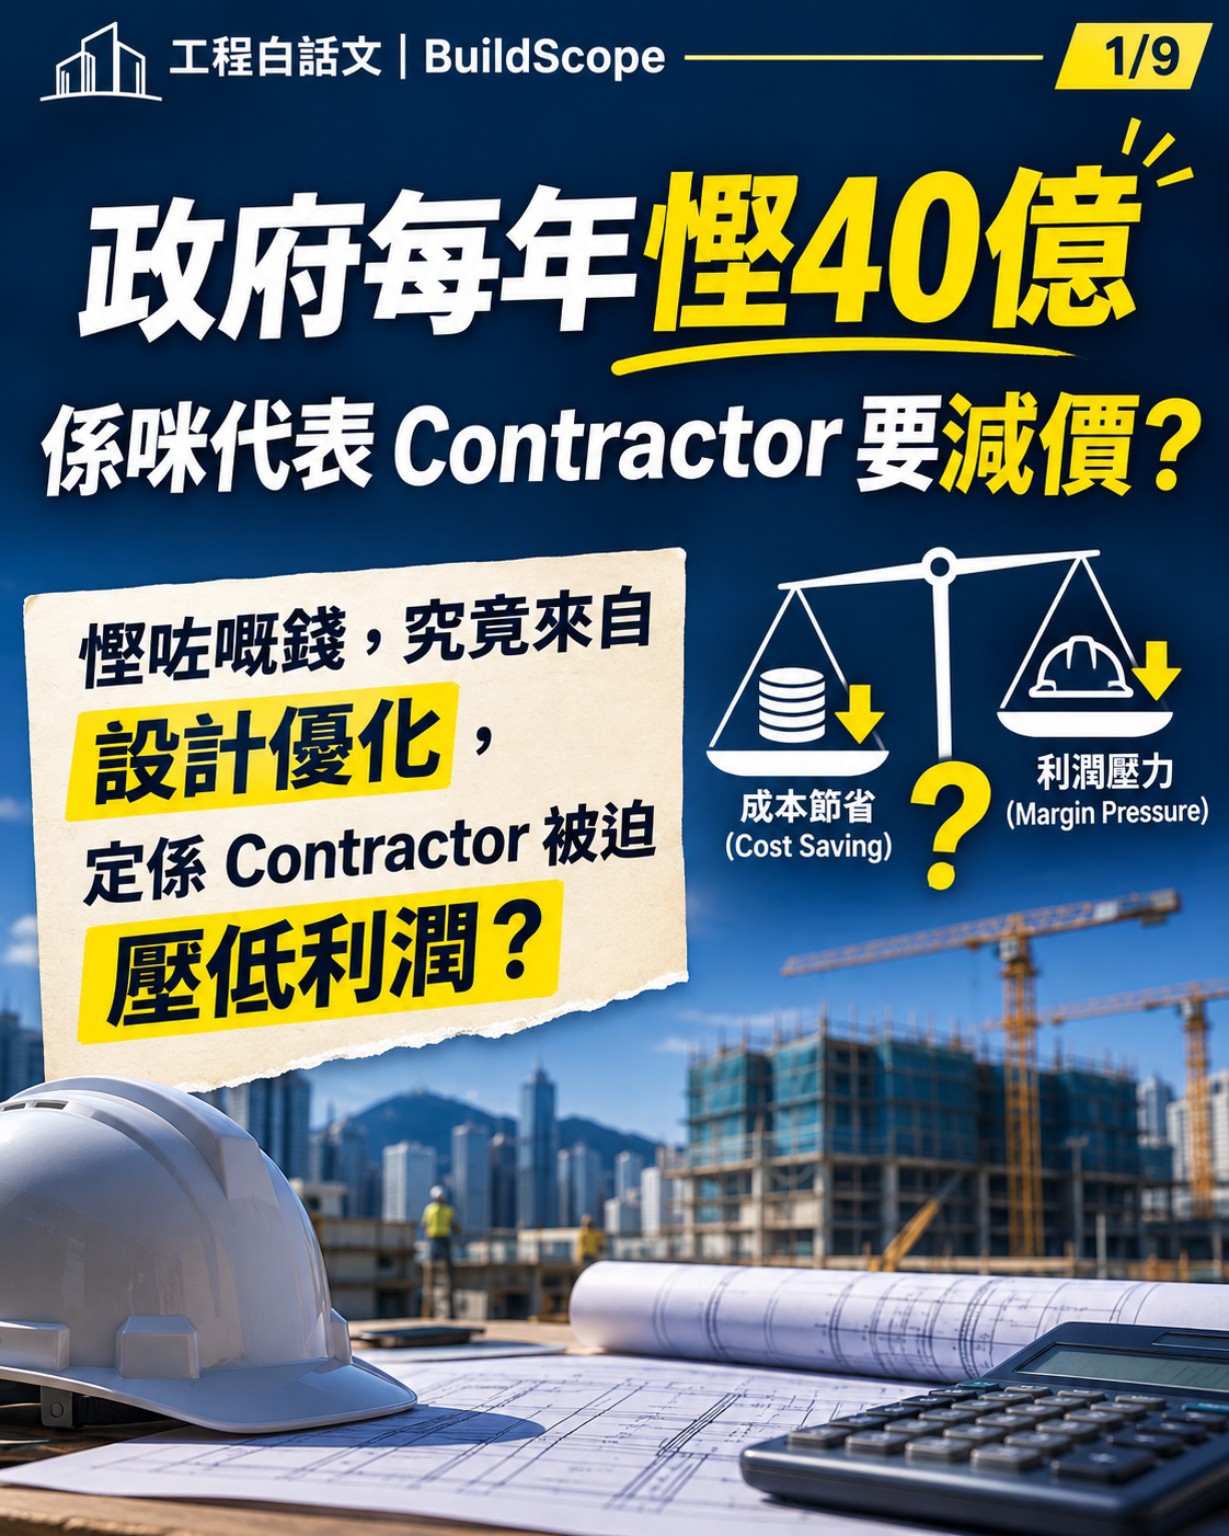 工程白話文 | BuildScope
1/9
政府每年慳40億
係咪代表 Contractor 要減價?
慳咗嘅錢，究竟來自
設計優化，
定係 Contractor 被迫
壓低利潤?
成本節省
(Cost Saving)
?
利潤壓力
(Margin Pressure)